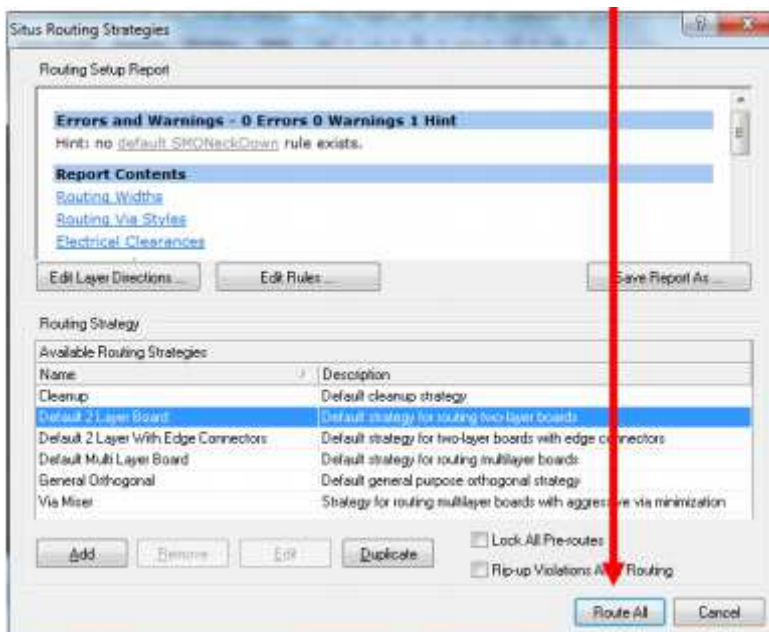 Situs Routing Strategies
Routing Setup Report
Errors and Warnings - 0 Errors 0 Warnings 1 Hint
Hint: no default SMDNeckDown rule exists.
Report Contents
Routing Widths
Routing Via Styles
Electrical Clearances
Edit Layer Directions ... Edit Rules ... Save Report As ...
Routing Strategy
Available Routing Strategies
Name Description
Cleanup Default cleanup strategy
Default 2 Layer Board Default strategy for routing two-layer boards
Default 2 Layer With Edge Connectors Default strategy for two-layer boards with edge connectors
Default Multi Layer Board Default strategy for routing multilayer boards
General Orthogonal Default general purpose orthogonal strategy
Via Miser Strategy for routing multilayer boards with aggressive via minimization
Add Remove Edit Duplicate
Lock All Pre-routes
Rip-up Violations After Routing
Route All Cancel